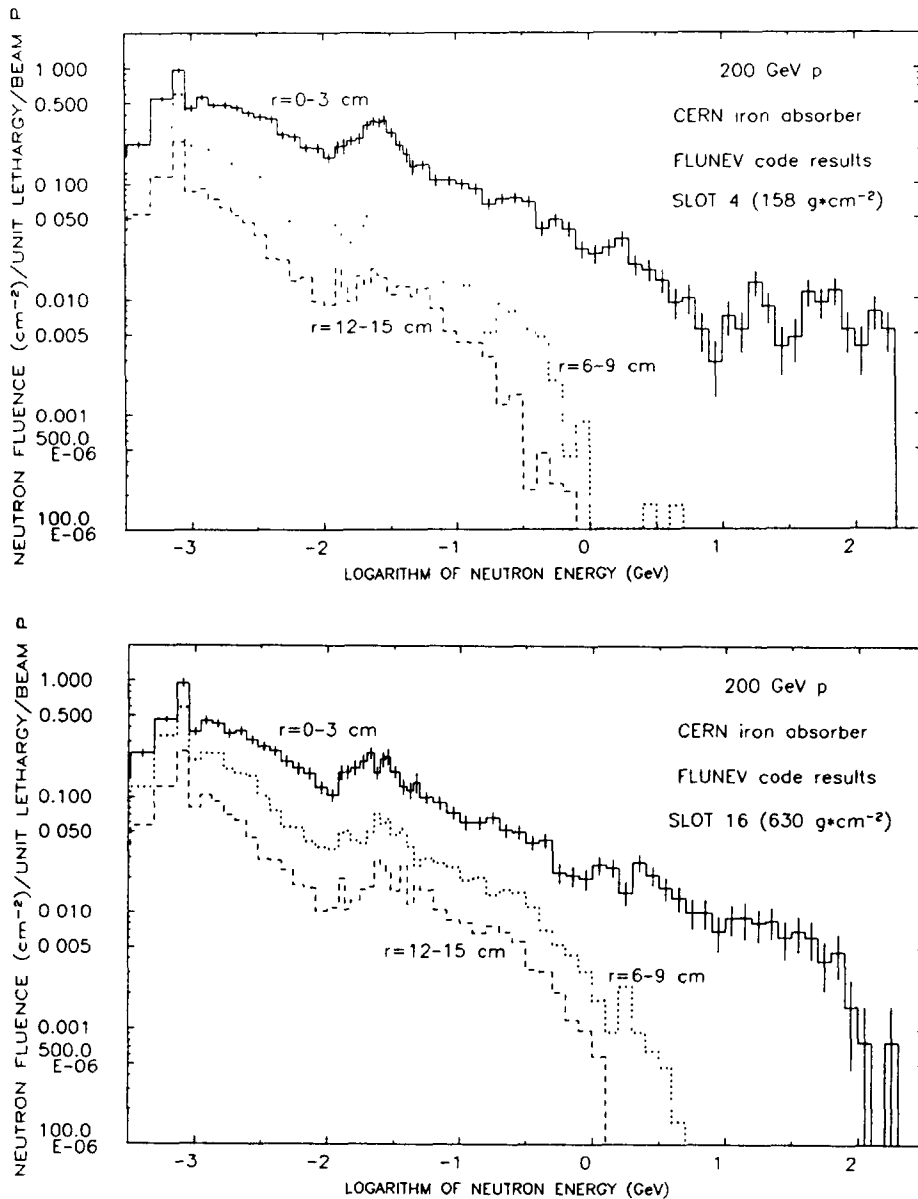 NEUTRON FLUENCE (cm⁻²)/UNIT LETHARGY/BEAM P
1 000
0.500
0 100
0 050
0.010
0.005
0.001
500.0
E-06
100.0
E-06
r=0-3 cm
r=12-15 cm
r=6-9 cm
200 GeV p
CERN iron absorber
FLUNEV code results
SLOT 4 (158 g*cm⁻²)
-3
-2
-1
0
1
2
LOGARITHM OF NEUTRON ENERGY (GeV)
NEUTRON FLUENCE (cm⁻²)/UNIT LETHARGY/BEAM P
1.000
0.500
0.100
0 050
0 010
0 005
0.001
500.0
E-06
100.0
E-06
r=0-3 cm
r=12-15 cm
r=6-9 cm
200 GeV p
CERN iron absorber
FLUNEV code results
SLOT 16 (630 g*cm⁻²)
-3
-2
-1
0
1
2
LOGARITHM OF NEUTRON ENERGY (GeV)